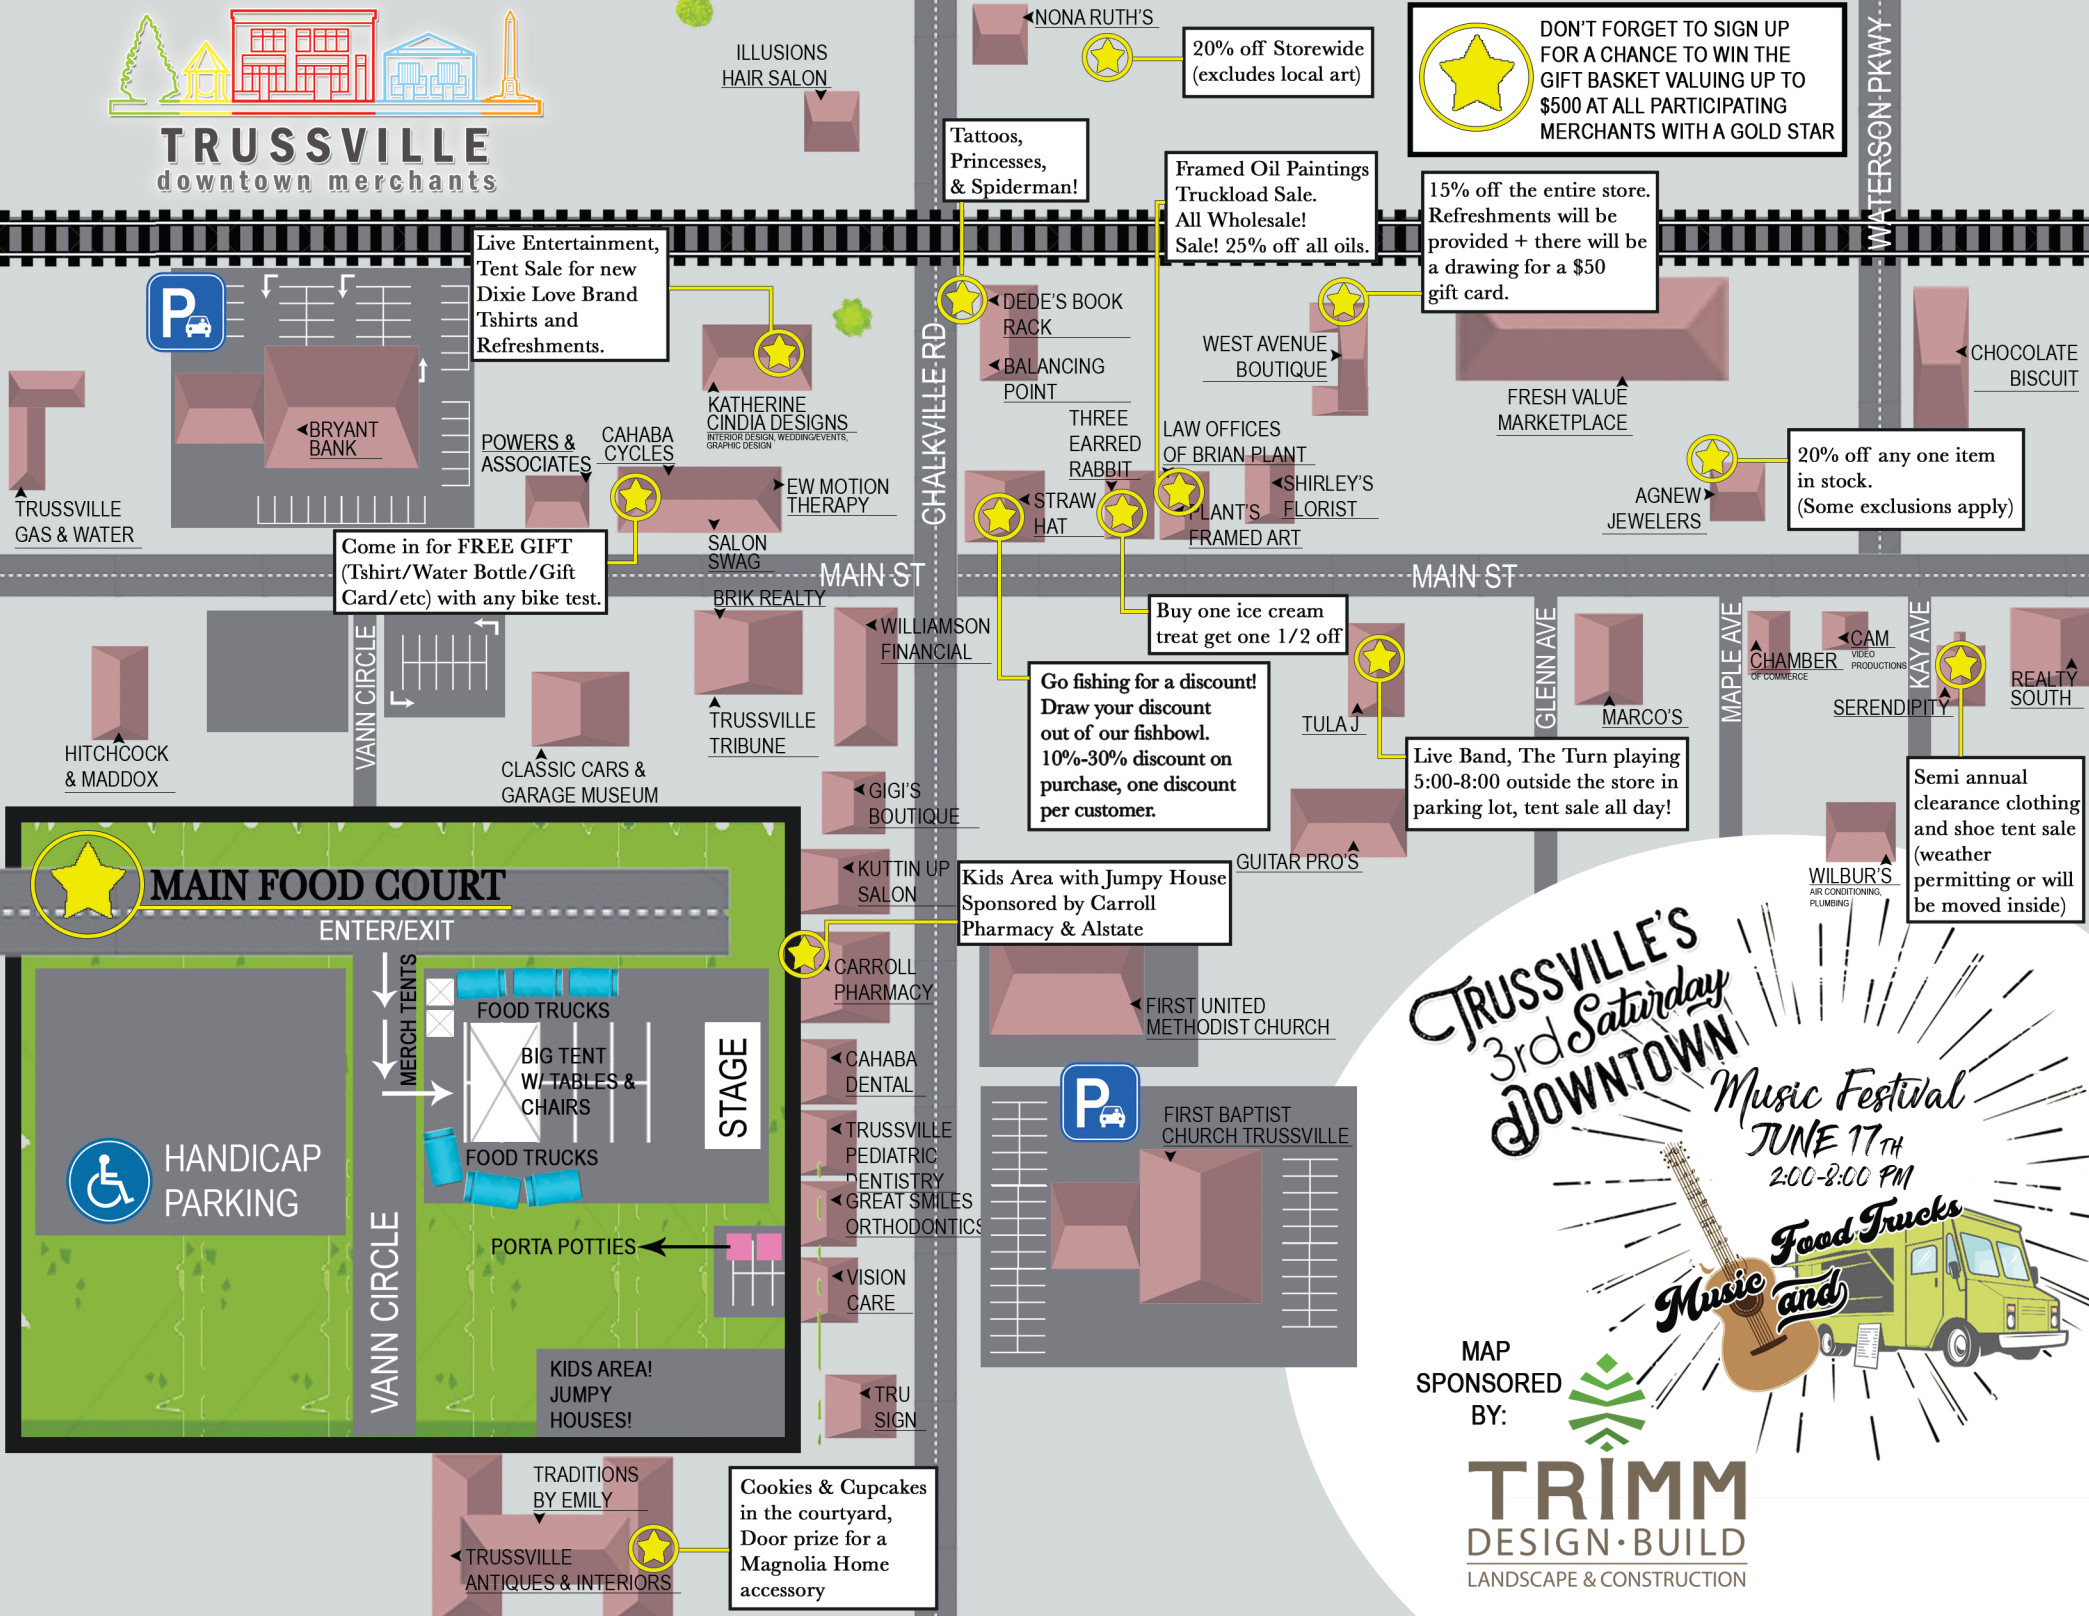 TRUSSVILLE
downtown merchants
ILLUSIONS
HAIR SALON
NONA RUTH'S
20% off Storewide
(excludes local art)
DON'T FORGET TO SIGN UP
FOR A CHANCE TO WIN THE
GIFT BASKET VALUING UP TO
$500 AT ALL PARTICIPATING
MERCHANTS WITH A GOLD STAR
WATERSON PKWY
Tattoos,
Princesses,
& Spiderman!
Framed Oil Paintings
Truckload Sale.
All Wholesale!
Sale! 25% off all oils.
15% off the entire store.
Refreshments will be
provided + there will be
a drawing for a $50
gift card.
Live Entertainment,
Tent Sale for new
Dixie Love Brand
Tshirts and
Refreshments.
P
CHALKVILLE RD
DEDE'S BOOK
RACK
BALANCING
POINT
WEST AVENUE
BOUTIQUE
FRESH VALUE
MARKETPLACE
CHOCOLATE
BISCUIT
TRUSSVILLE
GAS & WATER
BRYANT
BANK
POWERS &
ASSOCIATES
CAHABA
CYCLES
KATHERINE
CINDIA DESIGNS
INTERIOR DESIGN, WEDDING/EVENTS,
GRAPHIC DESIGN
EW MOTION
THERAPY
SALON
SWAG
STRAW
HAT
THREE
EARRED
RABBIT
LAW OFFICES
OF BRIAN PLANT
PLANT'S
FRAMED ART
SHIRLEY'S
FLORIST
AGNEW
JEWELERS
20% off any one item
in stock.
(Some exclusions apply)
Come in for FREE GIFT
(Tshirt/Water Bottle/Gift
Card/etc) with any bike test.
MAIN ST
MAIN ST
HITCHCOCK
& MADDOX
VANN CIRCLE
CLASSIC CARS &
GARAGE MUSEUM
BRIK REALTY
TRUSSVILLE
TRIBUNE
WILLIAMSON
FINANCIAL
Buy one ice cream
treat get one 1/2 off
Go fishing for a discount!
Draw your discount
out of our fishbowl.
10%-30% discount on
purchase, one discount
per customer.
TULA J
Live Band, The Turn playing
5:00-8:00 outside the store in
parking lot, tent sale all day!
GLENN AVE
MARCO'S
MAPLE AVE
CHAMBER
OF COMMERCE
CAM
VIDEO
PRODUCTIONS
KAY AVE
SERENDIPITY
REALTY
SOUTH
Semi annual
clearance clothing
and shoe tent sale
(weather
permitting or will
be moved inside)
GIGI'S
BOUTIQUE
GUITAR PRO'S
WILBUR'S
AIR CONDITIONING,
PLUMBING
MAIN FOOD COURT
ENTER/EXIT
KUTTIN UP
SALON
Kids Area with Jumpy House
Sponsored by Carroll
Pharmacy & Alstate
CARROLL
PHARMACY
FIRST UNITED
METHODIST CHURCH
MERCH TENTS
FOOD TRUCKS
BIG TENT
W/ TABLES &
CHAIRS
STAGE
FOOD TRUCKS
HANDICAP
PARKING
PORTA POTTIES
VANN CIRCLE
KIDS AREA!
JUMPY
HOUSES!
CAHABA
DENTAL
TRUSSVILLE
PEDIATRIC
DENTISTRY
GREAT SMILES
ORTHODONTICS
VISION
CARE
TRU
SIGN
P
FIRST BAPTIST
CHURCH TRUSSVILLE
TRUSSVILLE'S
3rd Saturday
DOWNTOWN
Music Festival
JUNE 17TH
2:00-8:00 PM
Music and Food Trucks
MAP
SPONSORED
BY:
TRIMM
DESIGN·BUILD
LANDSCAPE & CONSTRUCTION
TRADITIONS
BY EMILY
TRUSSVILLE
ANTIQUES & INTERIORS
Cookies & Cupcakes
in the courtyard,
Door prize for a
Magnolia Home
accessory